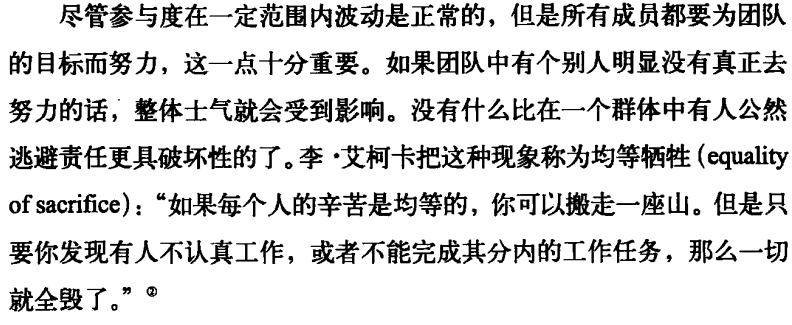 尽管参与度在一定范围内波动是正常的，但是所有成员都要为团队
的目标而努力，这一点十分重要。如果团队中有个别人明显没有真正去
努力的话，整体士气就会受到影响。没有什么比在一个群体中有人公然
逃避责任更具破坏性的了。李·艾柯卡把这种现象称为均等牺牲（equality
of sacrifice）：“如果每个人的辛苦是均等的，你可以搬走一座山。但是只
要你发现有人不认真工作，或者不能完成其分内的工作任务，那么一切
就全毁了。”②